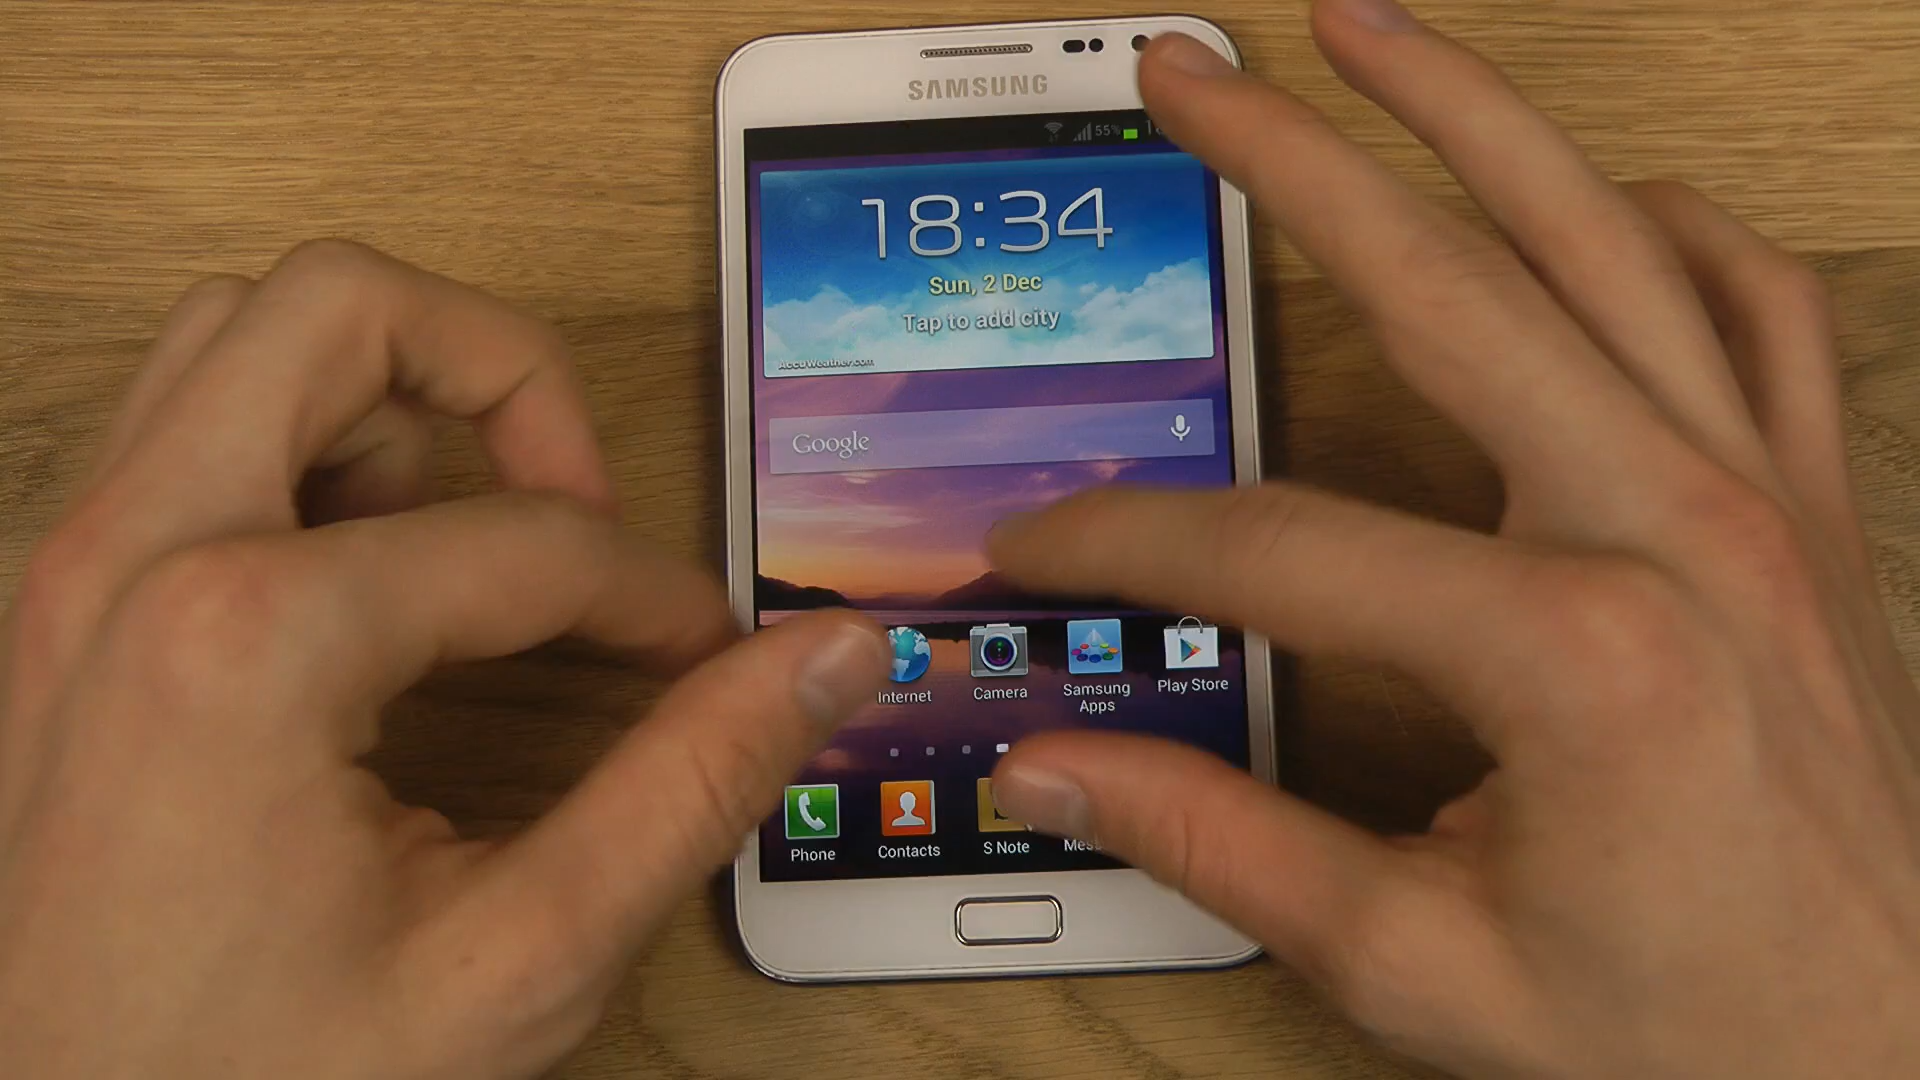 SAMSUNG
55%
18:34
Sun, 2 Dec
Tap to add city
AccuWeather.com
Google
Internet
Camera
Samsung Apps
Play Store
Phone
Contacts
S Note